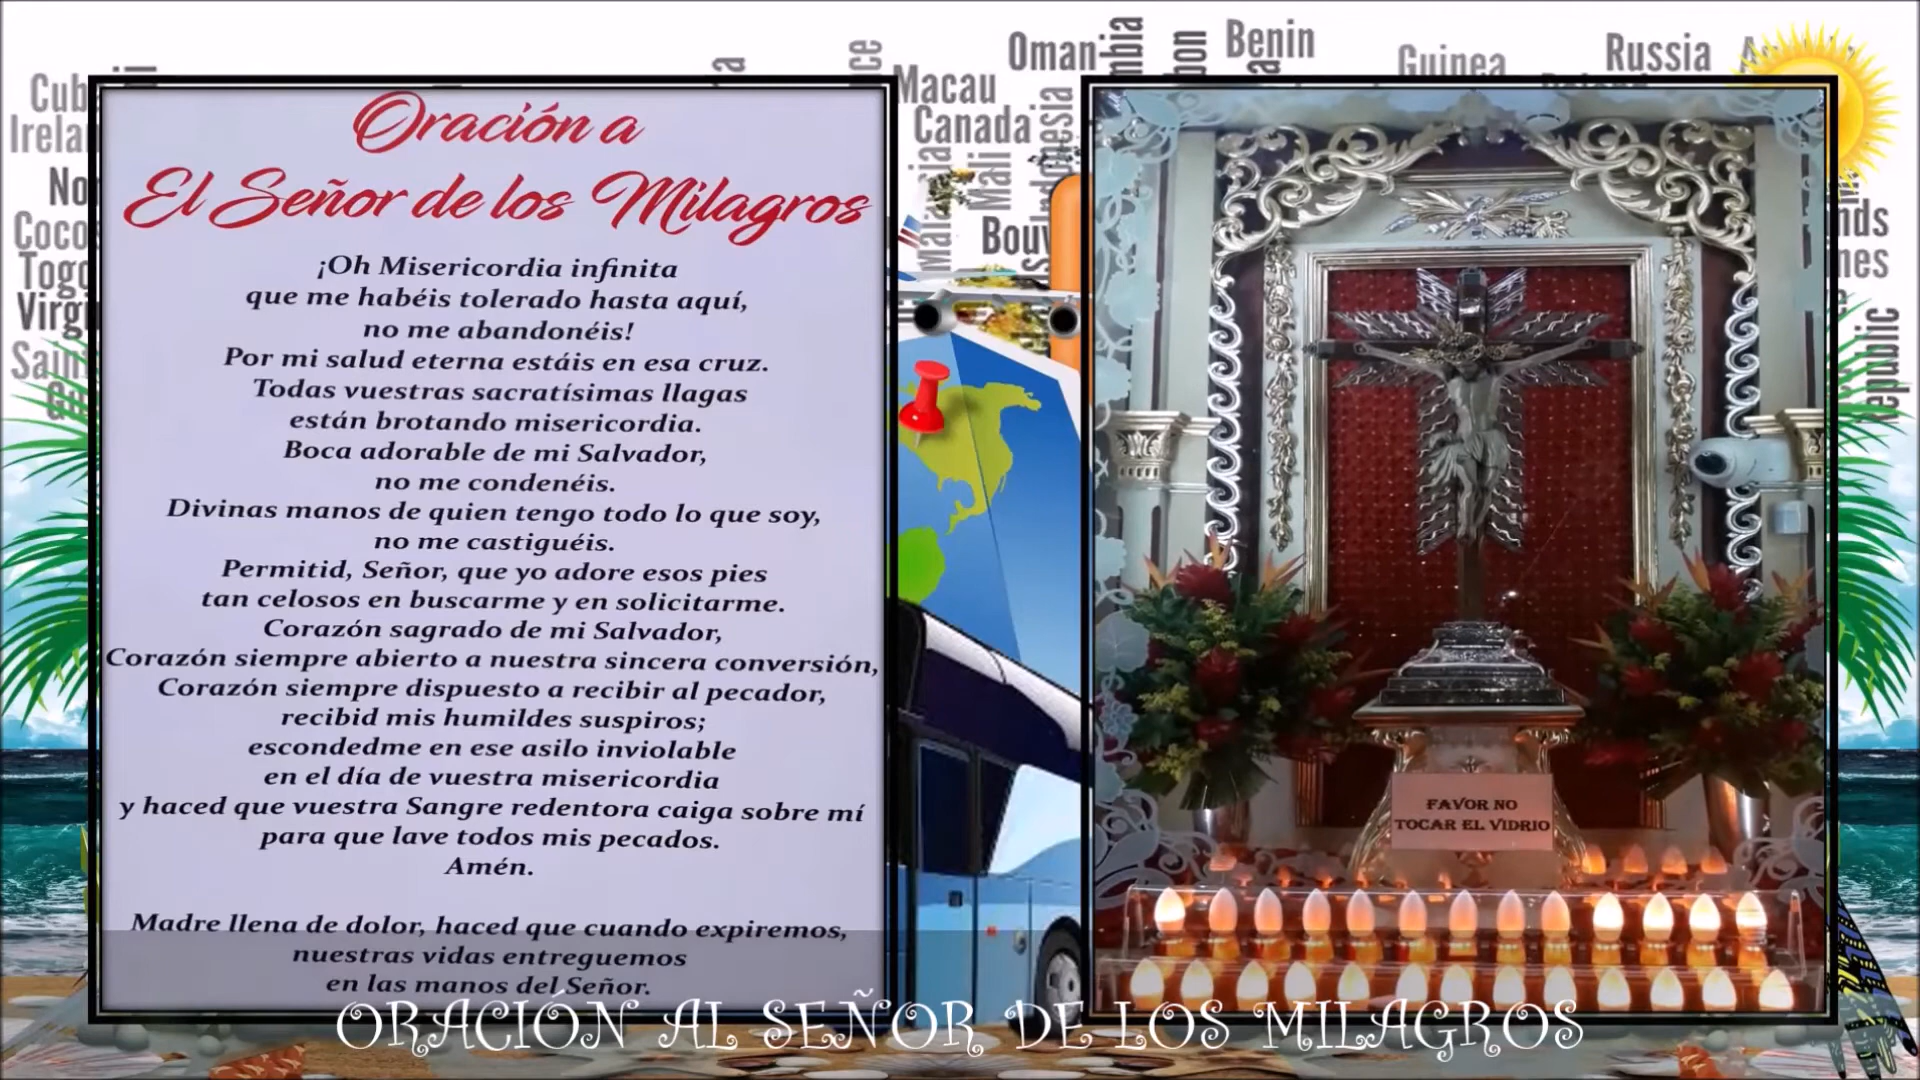 Oman
Benin
Guinea
Russia
Macau
Canada
Mali
Republic
Oración a
El Señor de los Milagros
¡Oh Misericordia infinita
que me habéis tolerado hasta aquí,
no me abandonéis!
Por mi salud eterna estáis en esa cruz.
Todas vuestras sacratísimas llagas
están brotando misericordia.
Boca adorable de mi Salvador,
no me condenéis.
Divinas manos de quien tengo todo lo que soy,
no me castiguéis.
Permitid, Señor, que yo adore esos pies
tan celosos en buscarme y en solicitarme.
Corazón sagrado de mi Salvador,
Corazón siempre abierto a nuestra sincera conversión,
Corazón siempre dispuesto a recibir al pecador,
recibid mis humildes suspiros;
escondedme en ese asilo inviolable
en el día de vuestra misericordia
y haced que vuestra Sangre redentora caiga sobre mí
para que lave todos mis pecados.
Amén.
Madre llena de dolor, haced que cuando expiremos,
nuestras vidas entreguemos
en las manos del Señor.
FAVOR NO
TOCAR EL VIDRIO
ORACIÓN AL SEÑOR DE LOS MILAGROS